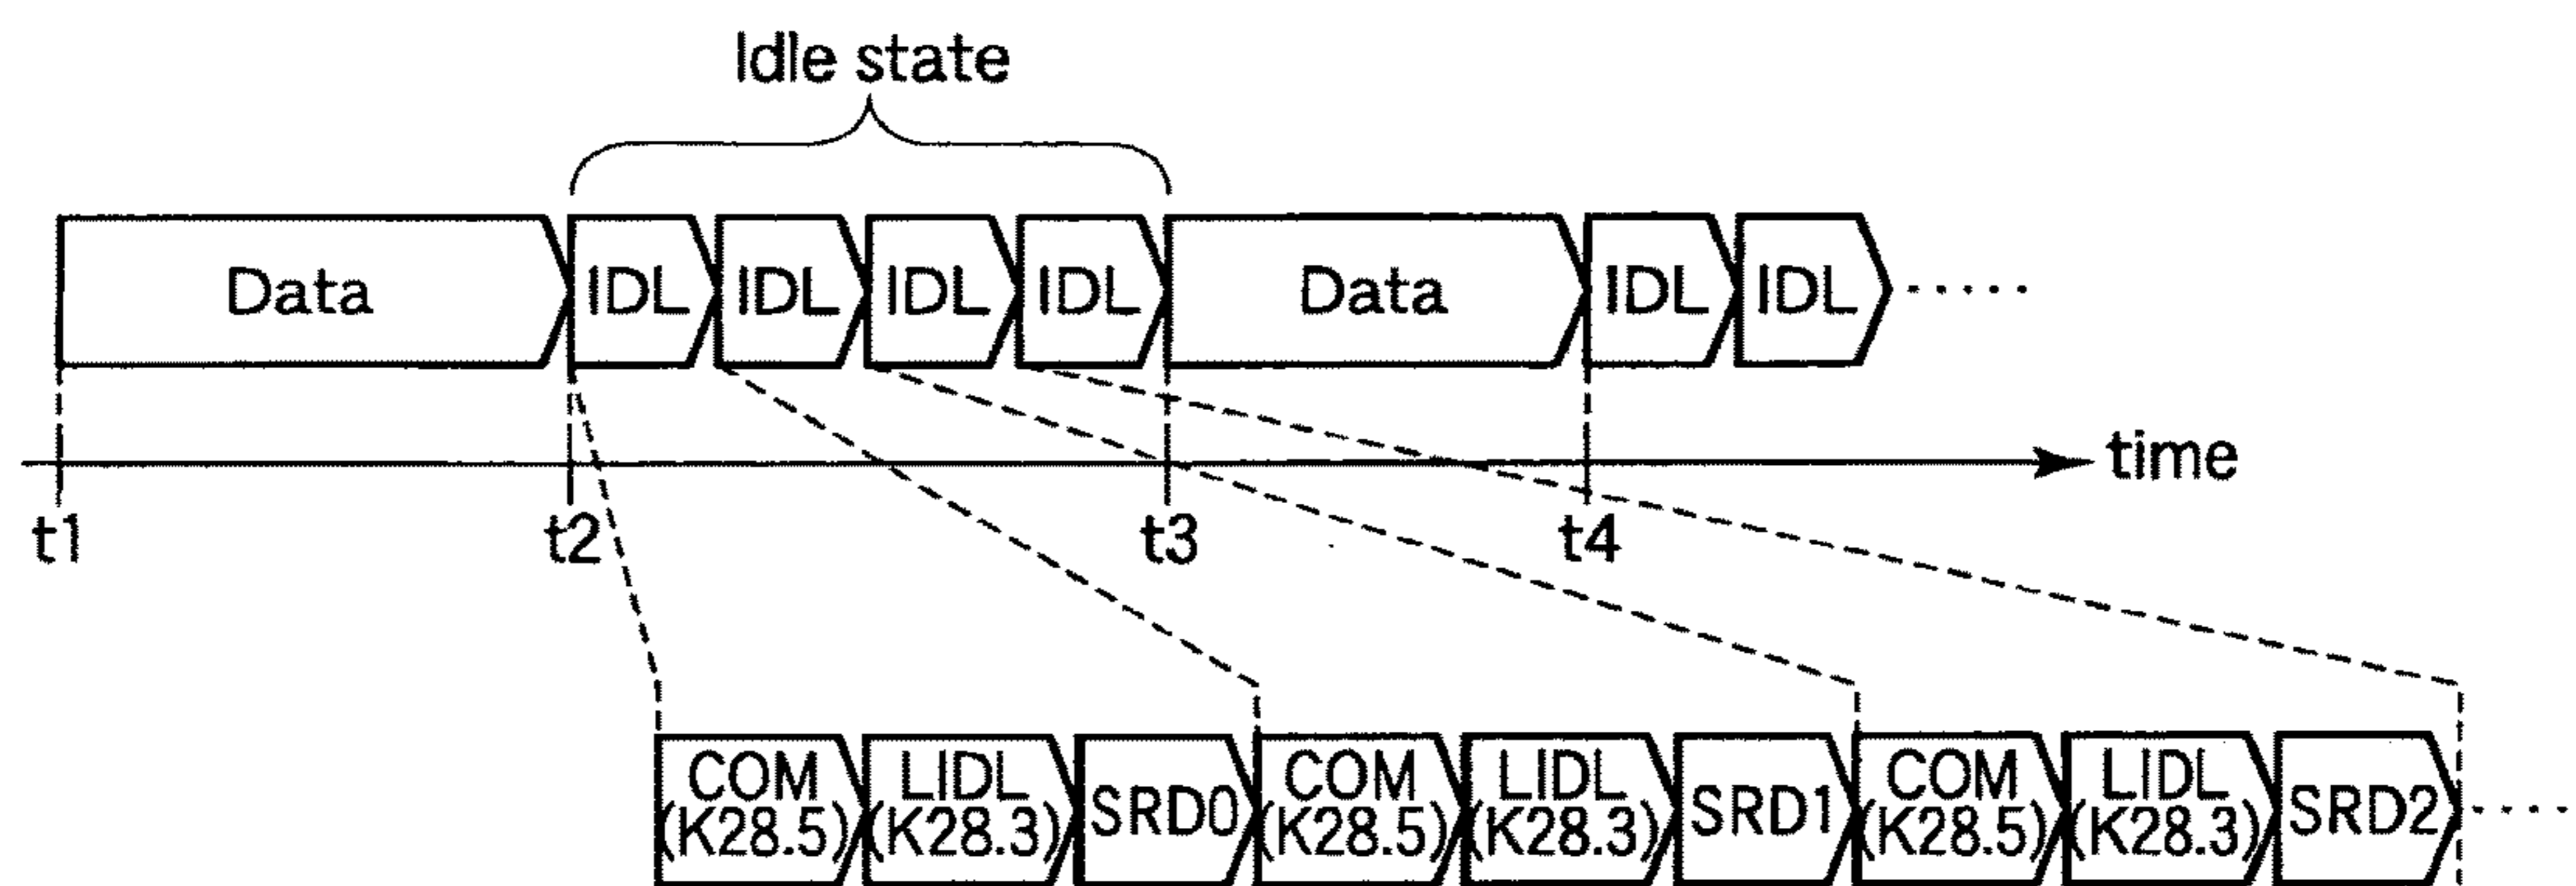 Idle state
Data IDL IDL IDL IDL Data IDL IDL ·····
time
t1 t2 t3 t4
COM LIDL SRD0 COM LIDL SRD1 COM LIDL SRD2 ····
(K28.5) (K28.3) (K28.5) (K28.3) (K28.5) (K28.3)